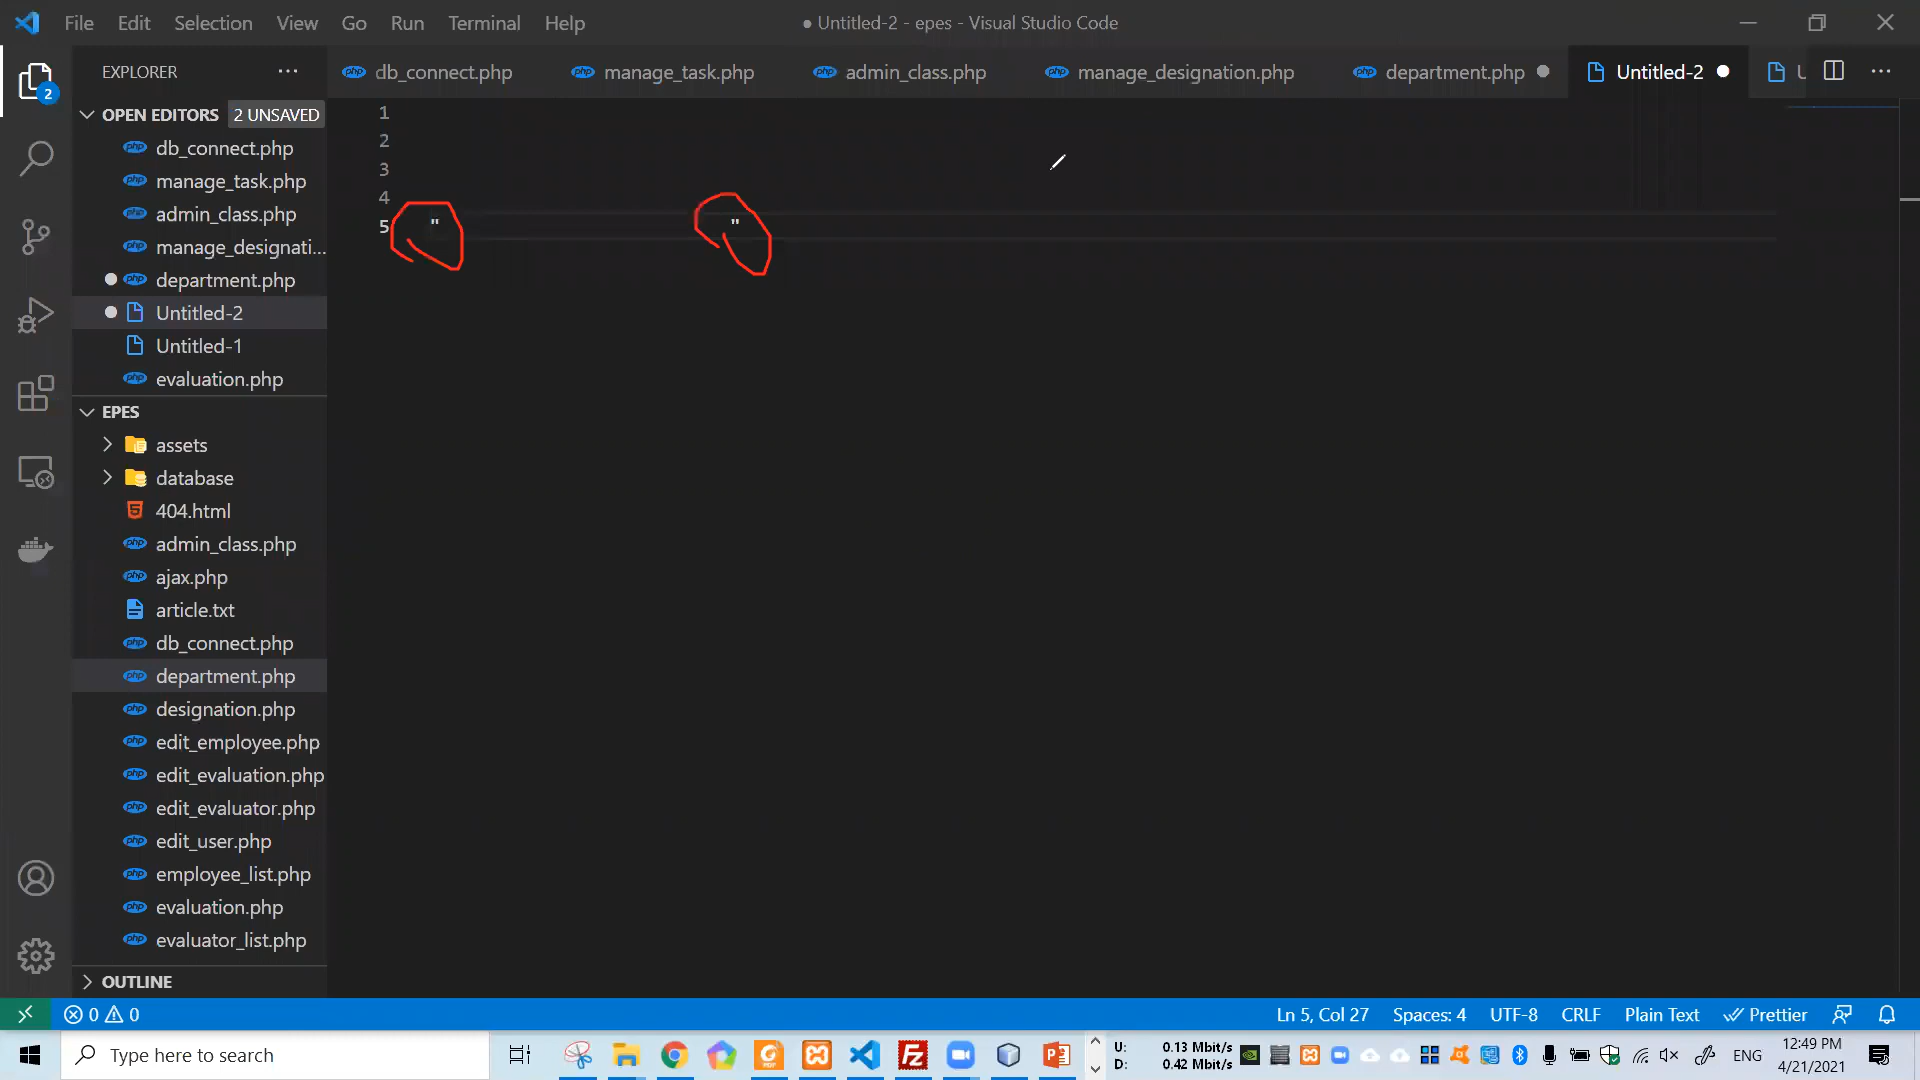 File Edit Selection View Go Run Terminal Help
● Untitled-2 - epes - Visual Studio Code
EXPLORER
db_connect.php manage_task.php admin_class.php manage_designation.php department.php Untitled-2 U
OPEN EDITORS 2 UNSAVED
db_connect.php
manage_task.php
admin_class.php
manage_designati...
department.php
Untitled-2
Untitled-1
evaluation.php
2
EPES
assets
database
404.html
admin_class.php
ajax.php
article.txt
db_connect.php
department.php
designation.php
edit_employee.php
edit_evaluation.php
edit_evaluator.php
edit_user.php
employee_list.php
evaluation.php
evaluator_list.php
OUTLINE
1
2
3
4
5 " "
0 0
Ln 5, Col 27 Spaces: 4 UTF-8 CRLF Plain Text Prettier
Type here to search
U: 0.13 Mbit/s
D: 0.42 Mbit/s
ENG
12:49 PM
4/21/2021